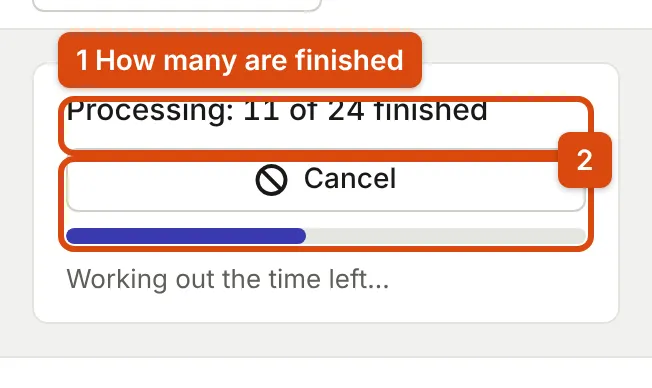 1 How many are finished
Processing: 11 of 24 finished
2
Cancel
Working out the time left...